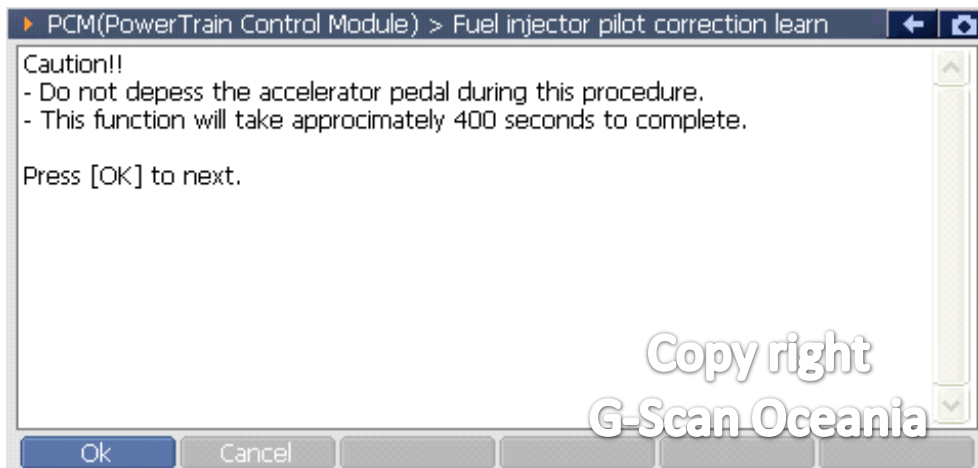 PCM(PowerTrain Control Module) > Fuel injector pilot correction learn
Caution!!
- Do not depess the accelerator pedal during this procedure.
- This function will take approcimately 400 seconds to complete.
Press [OK] to next.
Copy right
G-Scan Oceania
Ok Cancel